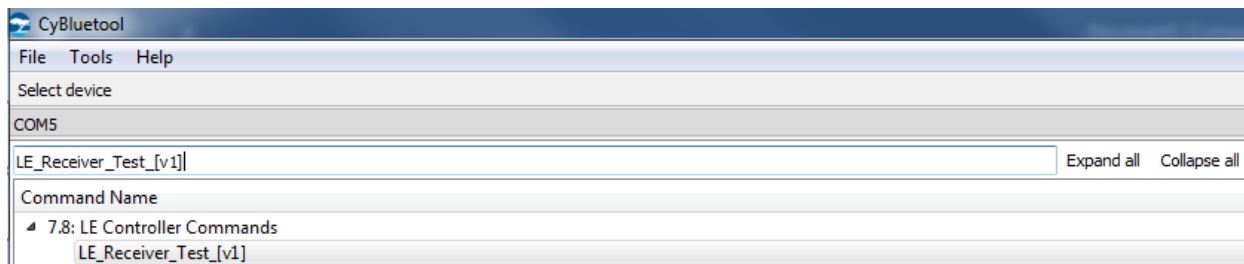 CyBluetool
File Tools Help
Select device
COM5
LE_Receiver_Test_[v1] Expand all Collapse all
Command Name
7.8: LE Controller Commands
LE_Receiver_Test_[v1]